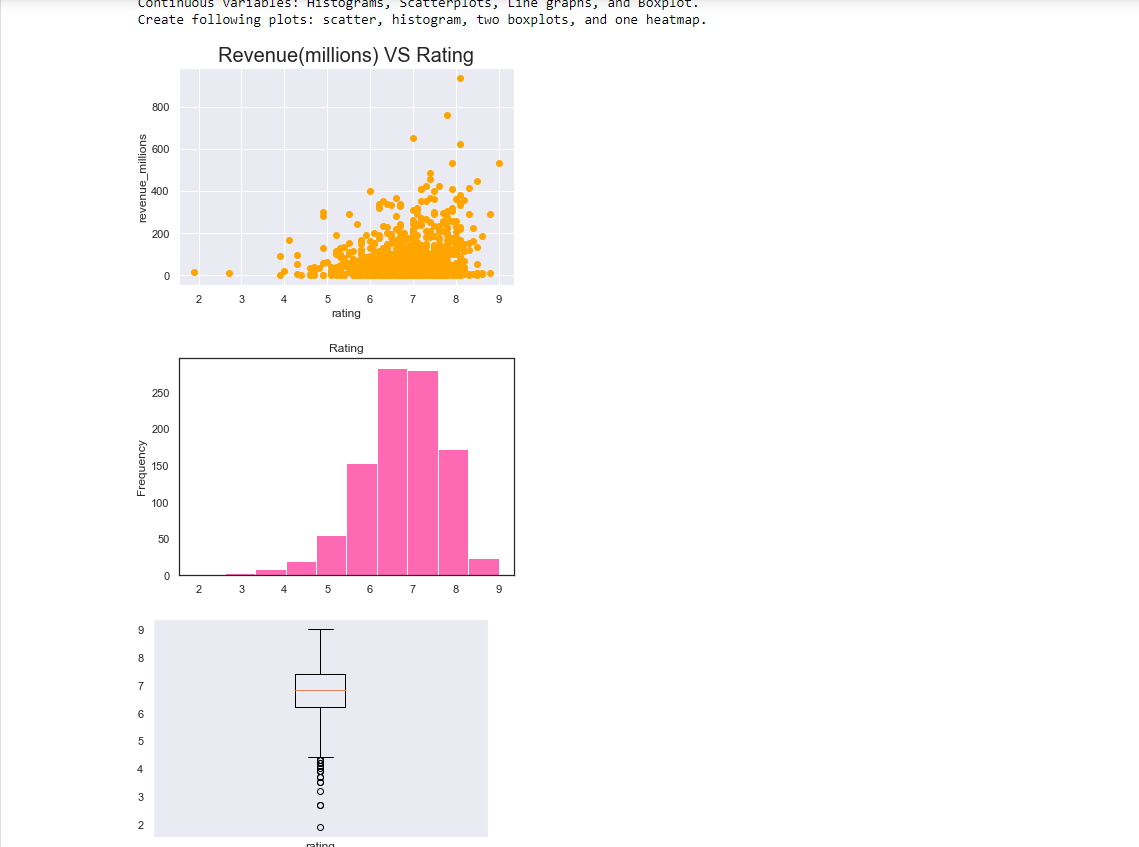 Continuous variables: Histograms, Scatterplots, Line graphs, and Boxplot.
Create following plots: scatter, histogram, two boxplots, and one heatmap.
Revenue(millions) VS Rating
revenue_millions
800
600
400
200
0
2 3 4 5 6 7 8 9
rating
Rating
Frequency
250
200
150
100
50
0
2 3 4 5 6 7 8 9
9
8
7
6
5
4
3
2
rating